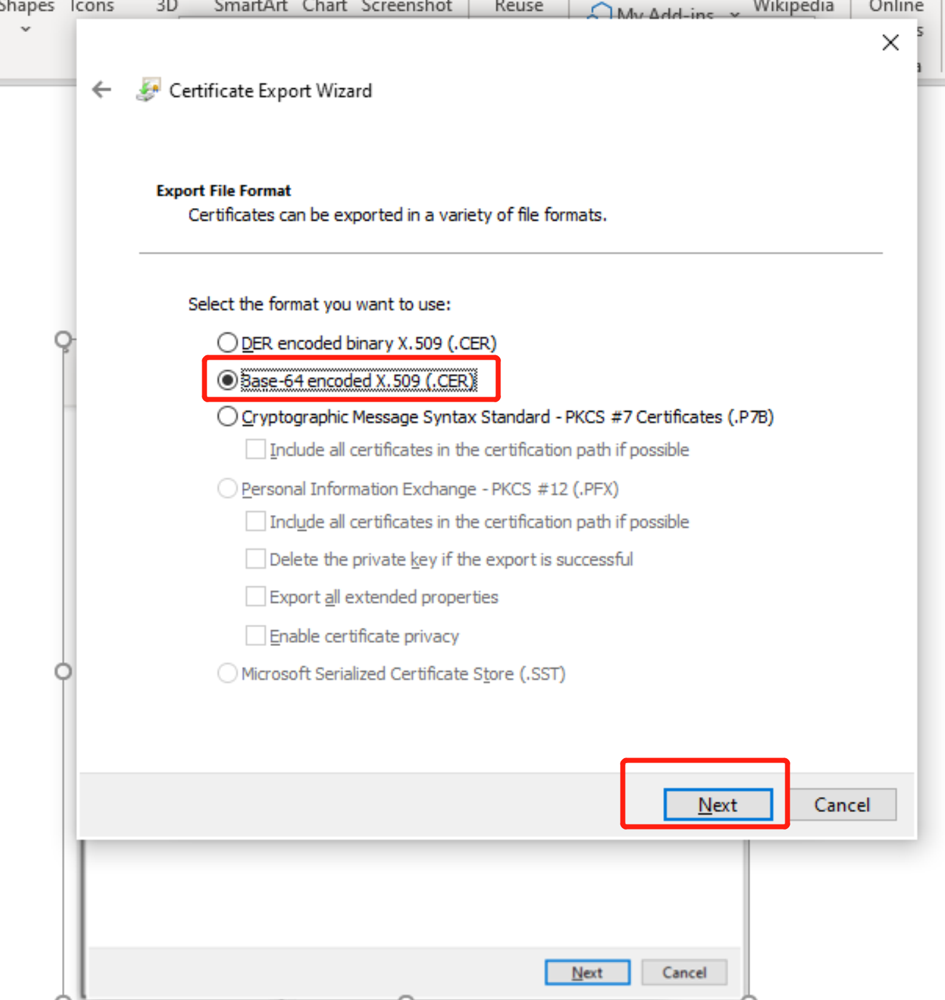 Shapes Icons 3D SmartArt Chart Screenshot Reuse My Add-ins Wikipedia Online
Certificate Export Wizard
Export File Format
Certificates can be exported in a variety of file formats.
Select the format you want to use:
DER encoded binary X.509 (.CER)
Base-64 encoded X.509 (.CER)
Cryptographic Message Syntax Standard - PKCS #7 Certificates (.P7B)
Include all certificates in the certification path if possible
Personal Information Exchange - PKCS #12 (.PFX)
Include all certificates in the certification path if possible
Delete the private key if the export is successful
Export all extended properties
Enable certificate privacy
Microsoft Serialized Certificate Store (.SST)
Next Cancel
Next Cancel